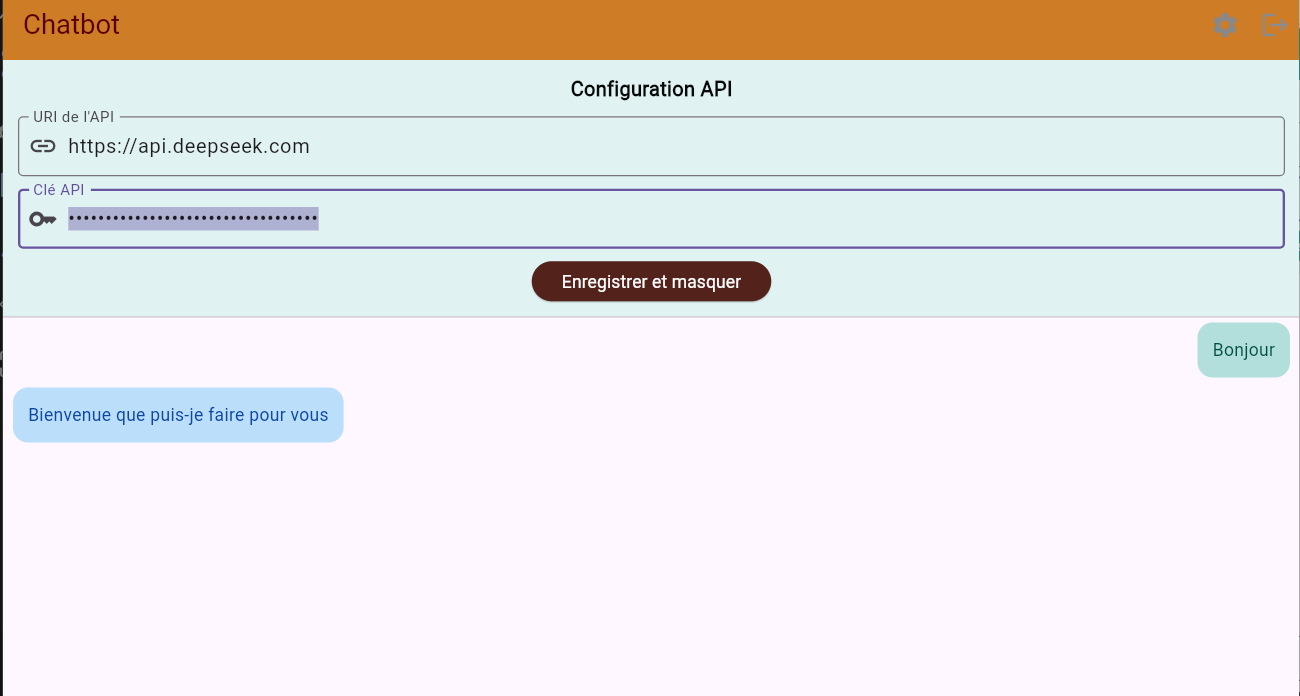 Chatbot
Configuration API
URI de l'API
https://api.deepseek.com
Clé API
••••••••••••••••••••••••••••••••••
Enregistrer et masquer
Bonjour
Bienvenue que puis-je faire pour vous